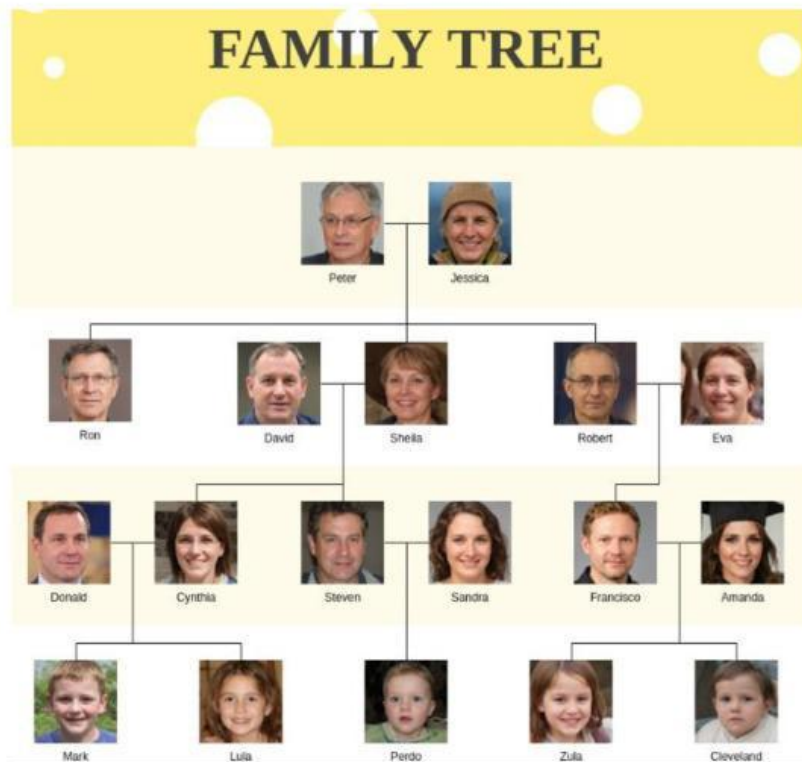 FAMILY TREE
Peter Jessica
Ron David Sheila Robert Eva
Donald Cynthia Steven Sandra Francisco Amanda
Mark Lula Perdo Zula Cleveland